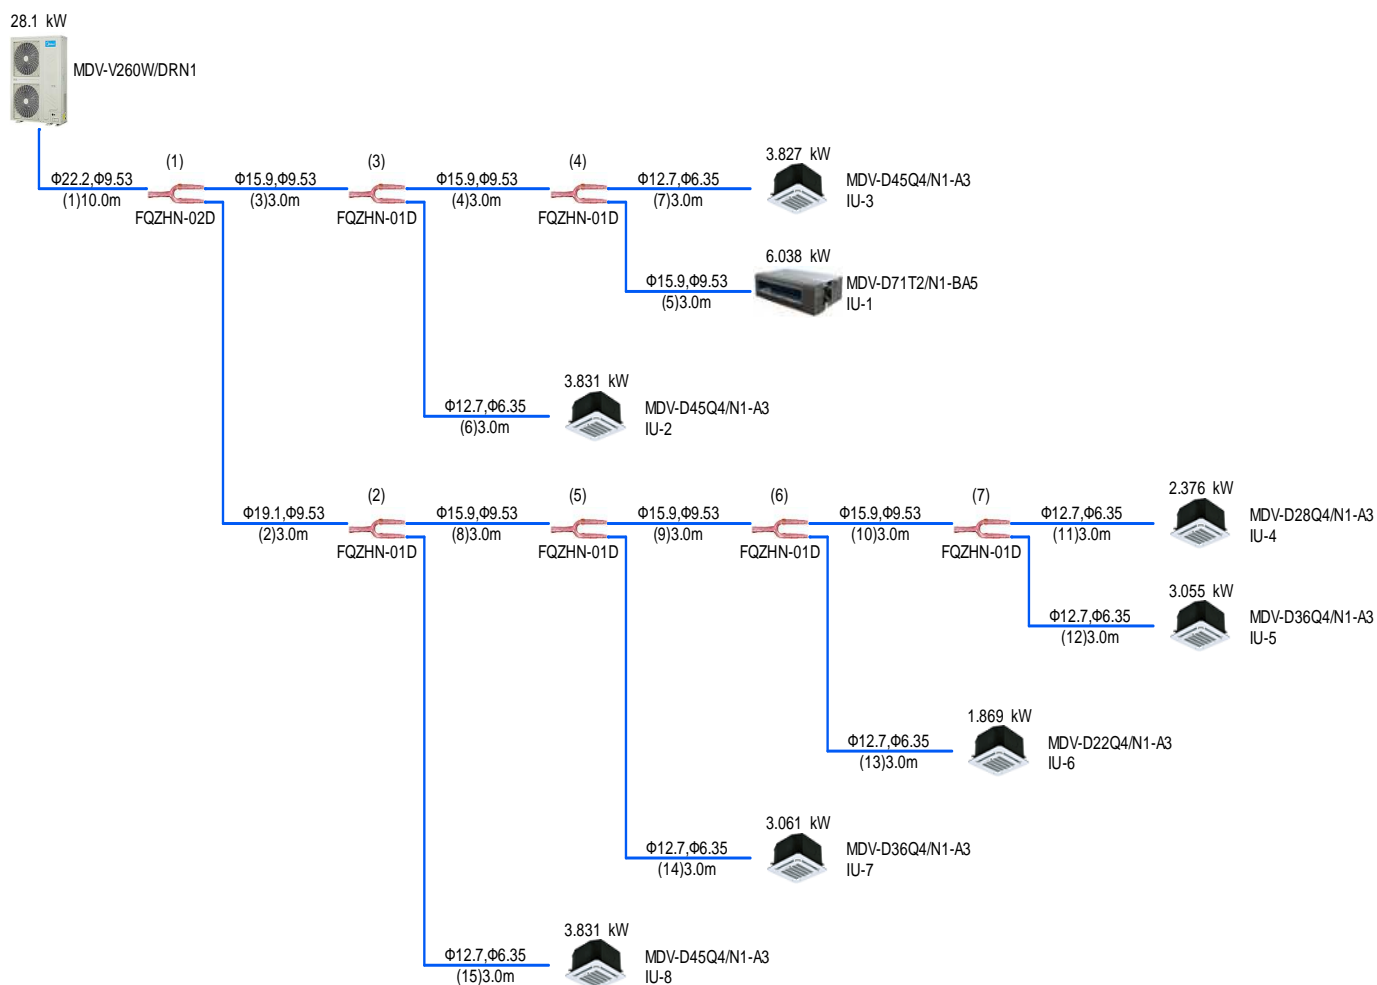 28.1 kW
MDV-V260W/DRN1
(1)
(3)
(4)
3.827 kW
Φ22.2,Φ9.53
Φ15.9,Φ9.53
Φ15.9,Φ9.53
Φ12.7,Φ6.35
MDV-D45Q4/N1-A3
(1)10.0m
(3)3.0m
(4)3.0m
(7)3.0m
IU-3
FQZHN-02D
FQZHN-01D
FQZHN-01D
6.038 kW
Φ15.9,Φ9.53
MDV-D71T2/N1-BA5
(5)3.0m
IU-1
3.831 kW
Φ12.7,Φ6.35
MDV-D45Q4/N1-A3
(6)3.0m
IU-2
(2)
(5)
(6)
(7)
2.376 kW
Φ19.1,Φ9.53
Φ15.9,Φ9.53
Φ15.9,Φ9.53
Φ15.9,Φ9.53
Φ12.7,Φ6.35
MDV-D28Q4/N1-A3
(2)3.0m
(8)3.0m
(9)3.0m
(10)3.0m
(11)3.0m
IU-4
FQZHN-01D
FQZHN-01D
FQZHN-01D
FQZHN-01D
3.055 kW
Φ12.7,Φ6.35
MDV-D36Q4/N1-A3
(12)3.0m
IU-5
1.869 kW
Φ12.7,Φ6.35
MDV-D22Q4/N1-A3
(13)3.0m
IU-6
3.061 kW
Φ12.7,Φ6.35
MDV-D36Q4/N1-A3
(14)3.0m
IU-7
3.831 kW
Φ12.7,Φ6.35
MDV-D45Q4/N1-A3
(15)3.0m
IU-8